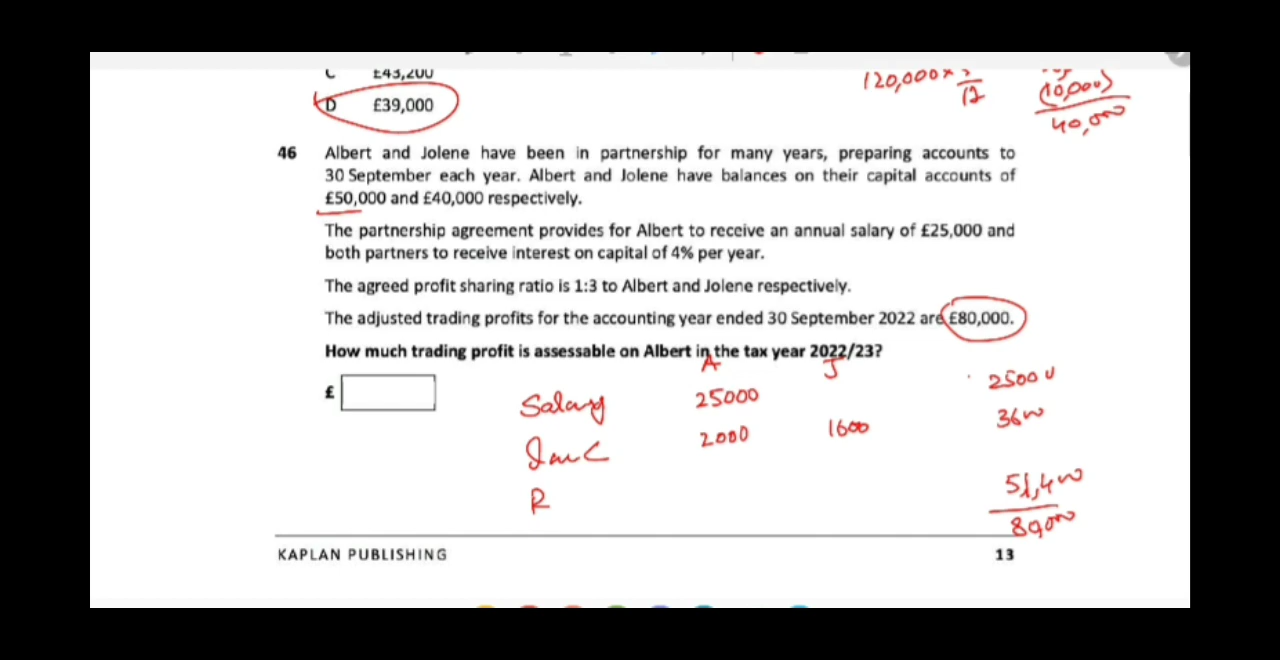 C £43,200
120,000 ×
12
(10,000)
40,000
D £39,000
46 Albert and Jolene have been in partnership for many years, preparing accounts to
30 September each year. Albert and Jolene have balances on their capital accounts of
£50,000 and £40,000 respectively.
The partnership agreement provides for Albert to receive an annual salary of £25,000 and
both partners to receive interest on capital of 4% per year.
The agreed profit sharing ratio is 1:3 to Albert and Jolene respectively.
The adjusted trading profits for the accounting year ended 30 September 2022 are £80,000.
How much trading profit is assessable on Albert in the tax year 2022/23?
A J
£
Salary 25000 25000
2000 1600 3600
R 51,400
80000
KAPLAN PUBLISHING 13